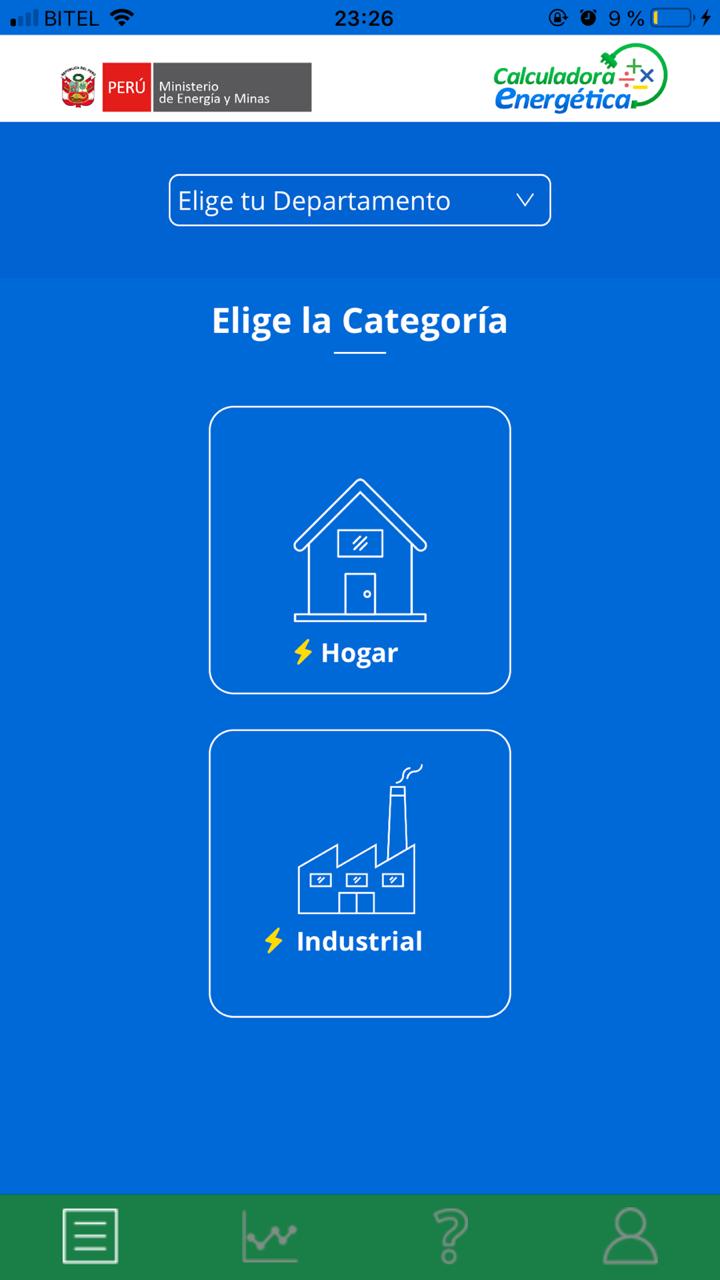 BITEL
23:26
9 %
PERÚ
Ministerio
de Energía y Minas
Calculadora
energética
Elige tu Departamento
Elige la Categoría
Hogar
Industrial